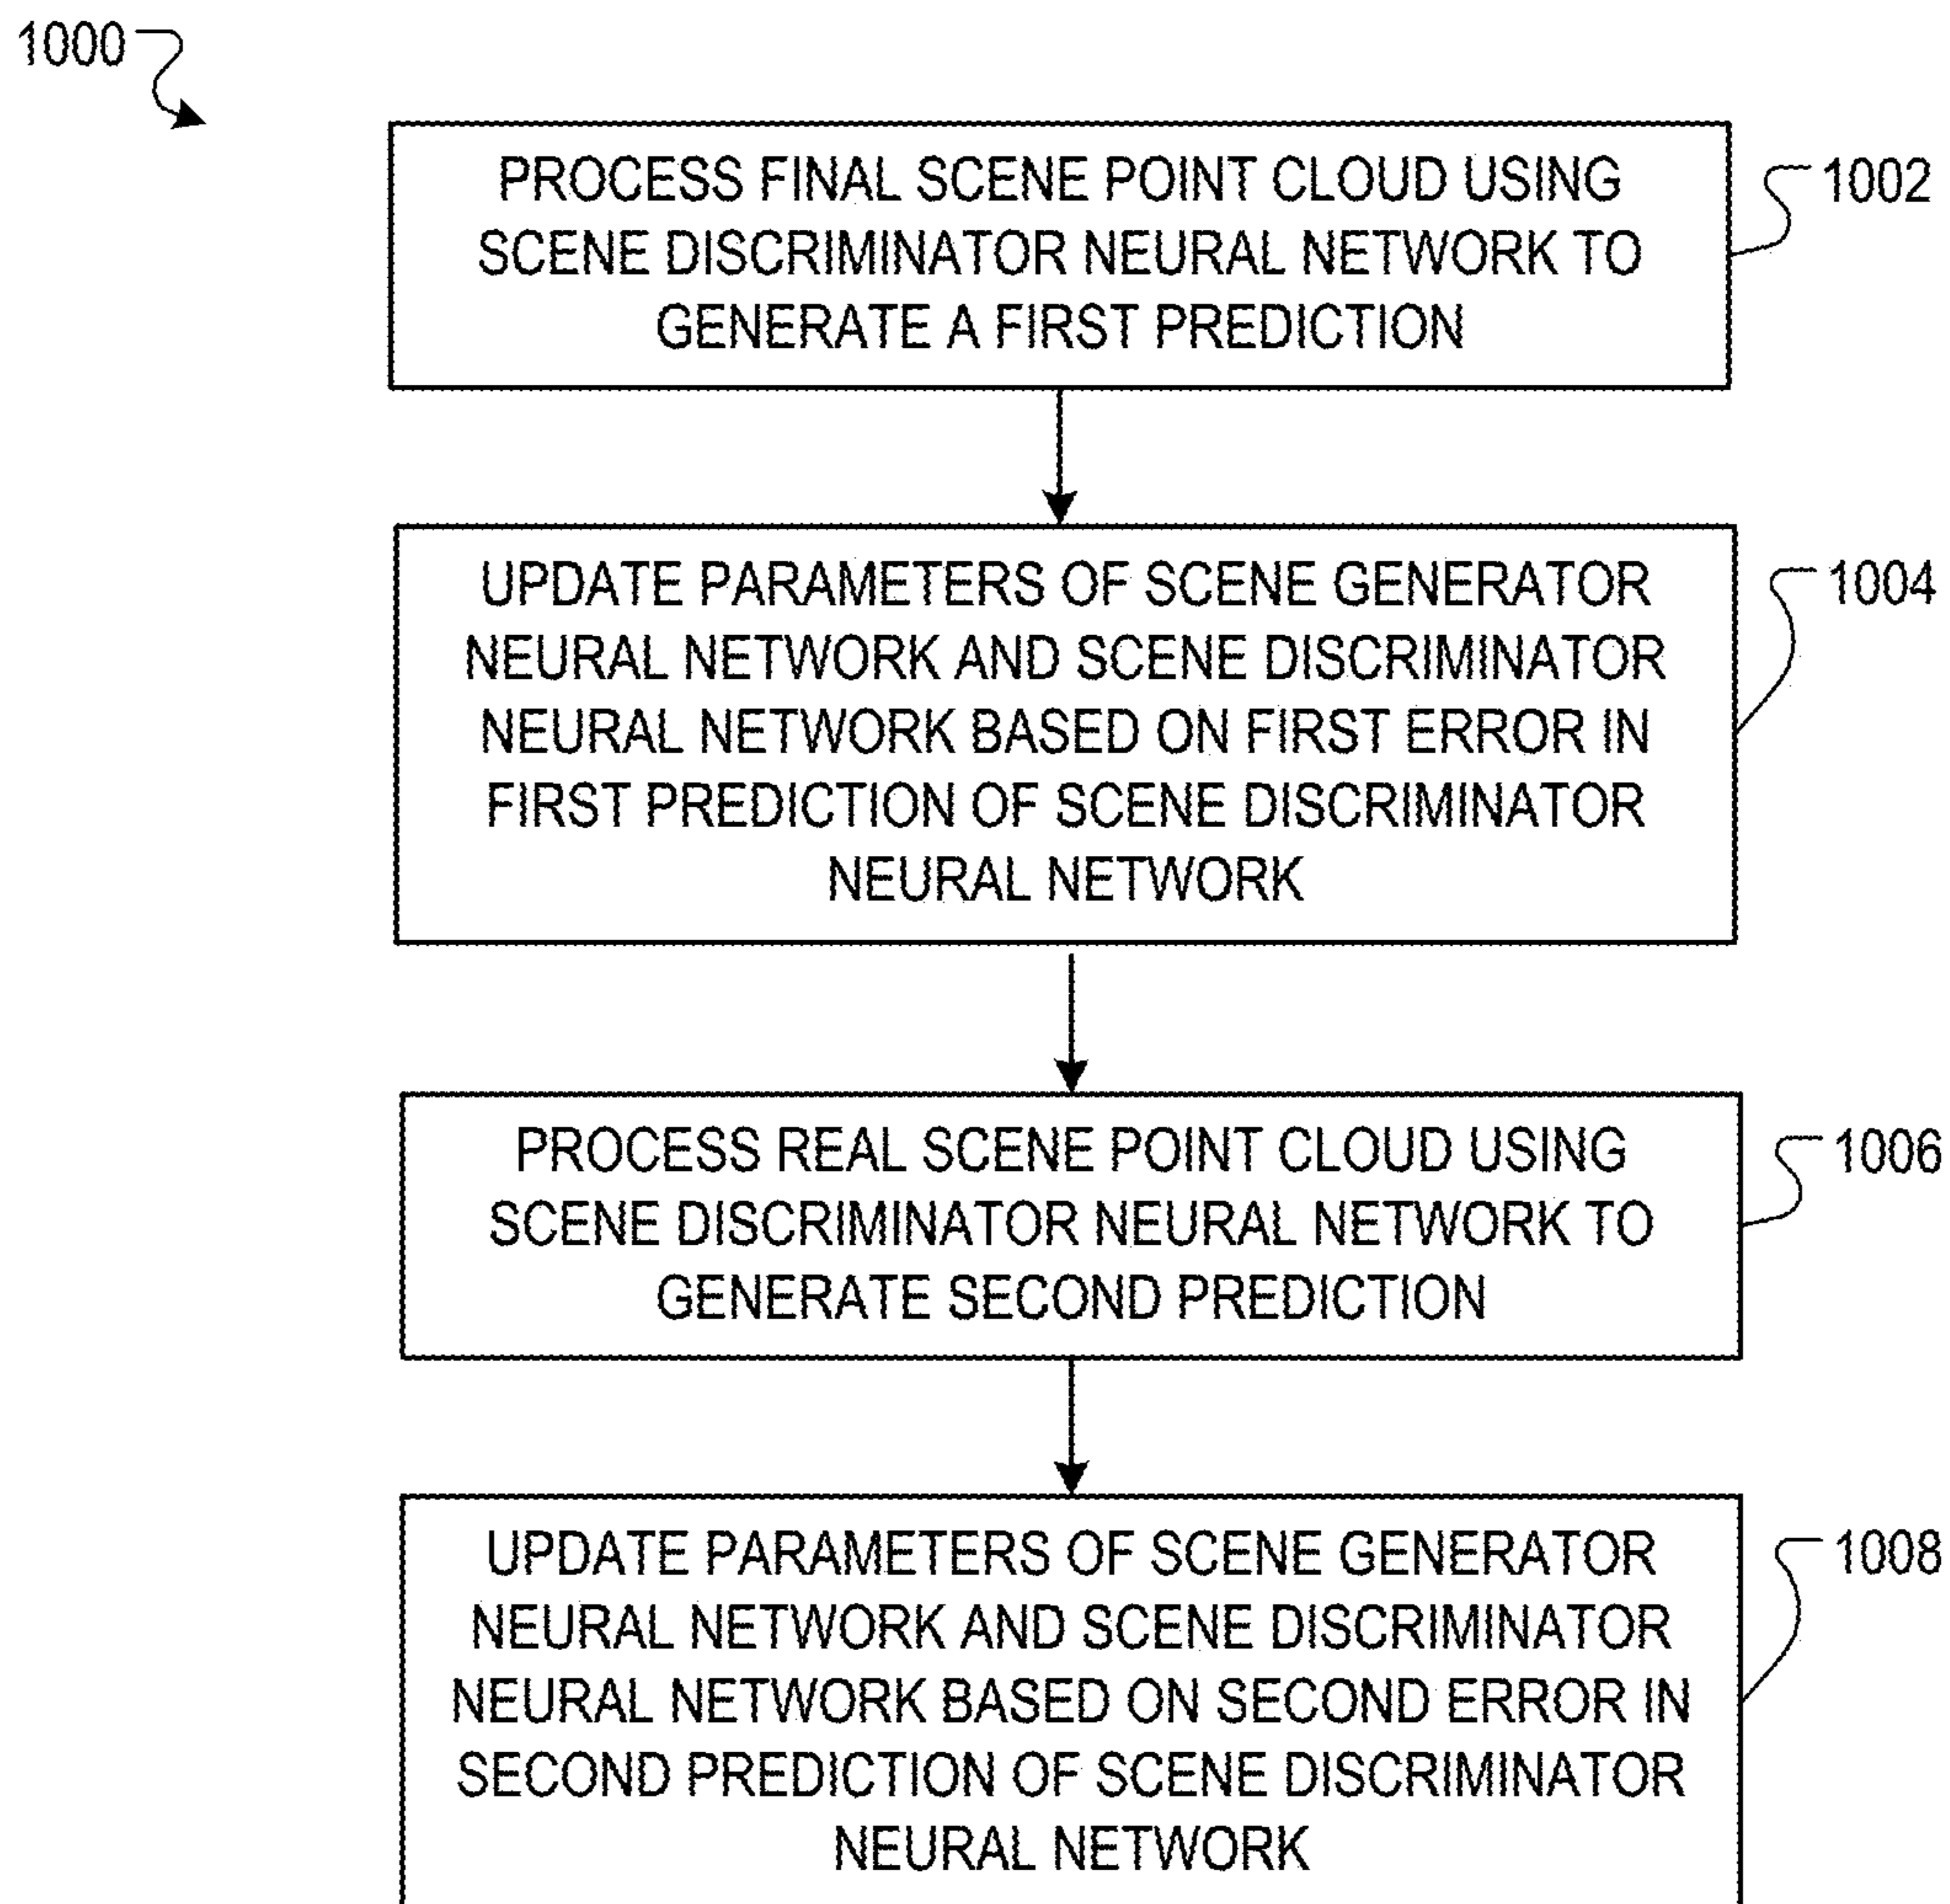 1000
PROCESS FINAL SCENE POINT CLOUD USING
SCENE DISCRIMINATOR NEURAL NETWORK TO
GENERATE A FIRST PREDICTION
1002
UPDATE PARAMETERS OF SCENE GENERATOR
NEURAL NETWORK AND SCENE DISCRIMINATOR
NEURAL NETWORK BASED ON FIRST ERROR IN
FIRST PREDICTION OF SCENE DISCRIMINATOR
NEURAL NETWORK
1004
PROCESS REAL SCENE POINT CLOUD USING
SCENE DISCRIMINATOR NEURAL NETWORK TO
GENERATE SECOND PREDICTION
1006
UPDATE PARAMETERS OF SCENE GENERATOR
NEURAL NETWORK AND SCENE DISCRIMINATOR
NEURAL NETWORK BASED ON SECOND ERROR IN
SECOND PREDICTION OF SCENE DISCRIMINATOR
NEURAL NETWORK
1008